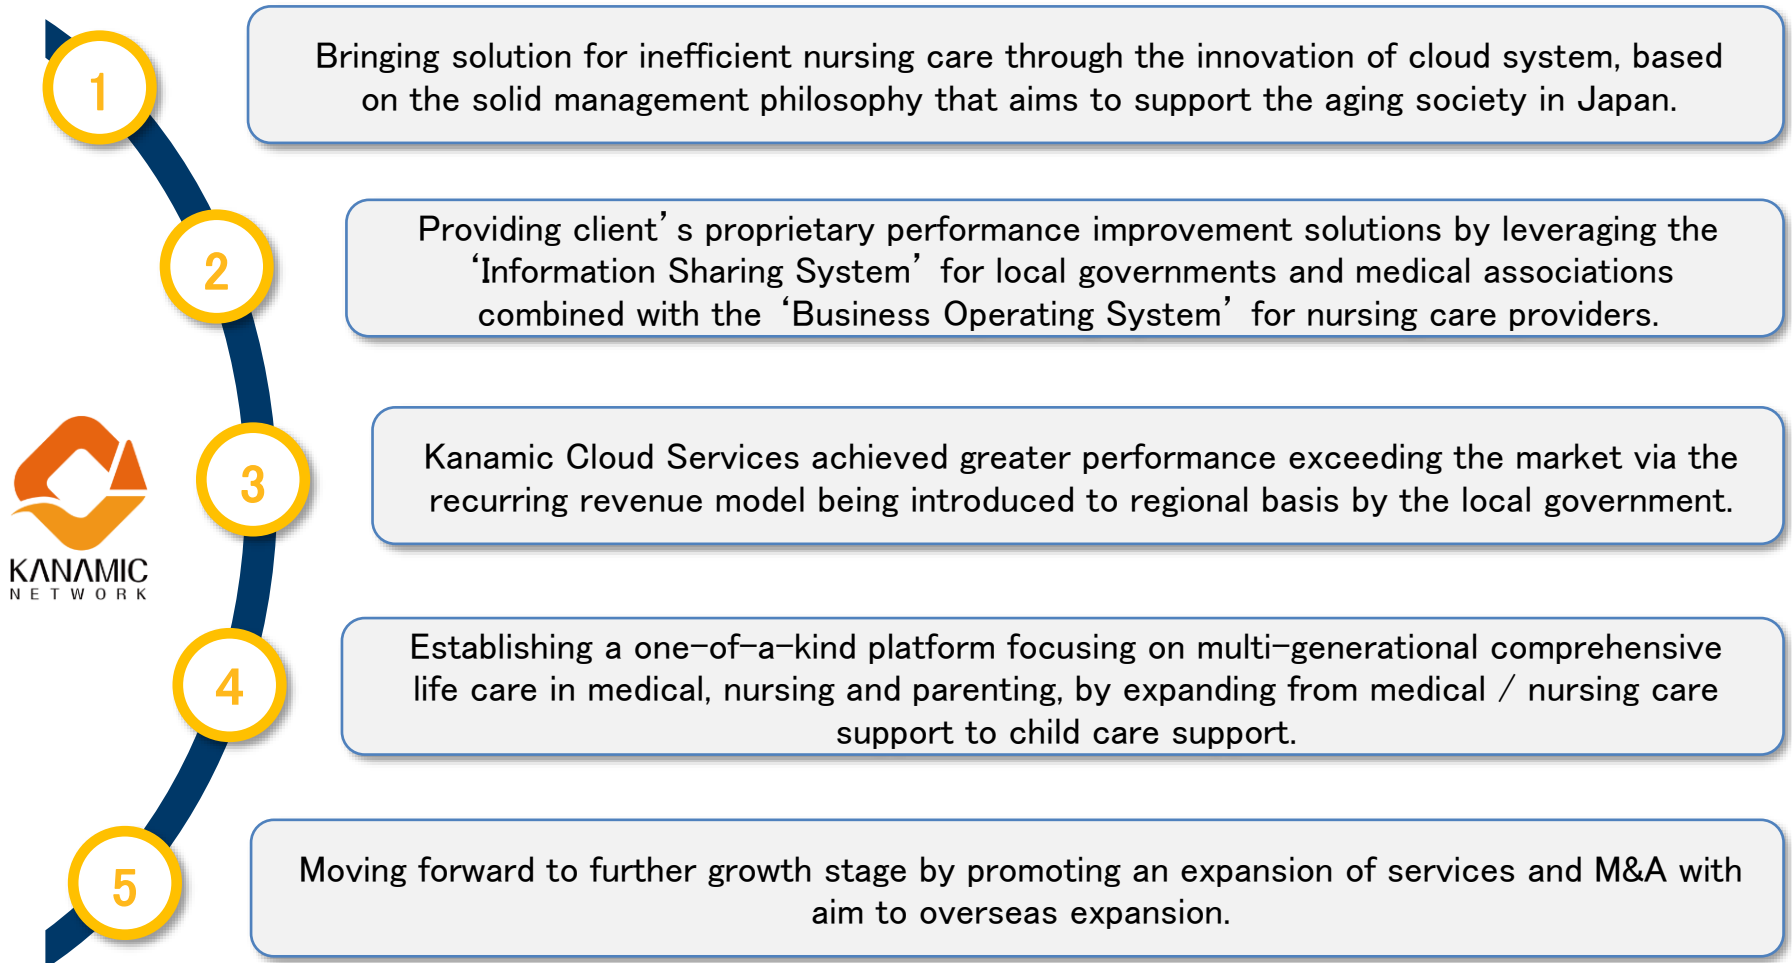 1
Bringing solution for inefficient nursing care through the innovation of cloud system, based
on the solid management philosophy that aims to support the aging society in Japan.
2
Providing client’s proprietary performance improvement solutions by leveraging the
‘Information Sharing System’ for local governments and medical associations
combined with the ‘Business Operating System’ for nursing care providers.
3
Kanamic Cloud Services achieved greater performance exceeding the market via the
recurring revenue model being introduced to regional basis by the local government.
KANAMIC
NETWORK
4
Establishing a one-of-a-kind platform focusing on multi-generational comprehensive
life care in medical, nursing and parenting, by expanding from medical / nursing care
support to child care support.
5
Moving forward to further growth stage by promoting an expansion of services and M&A with
aim to overseas expansion.